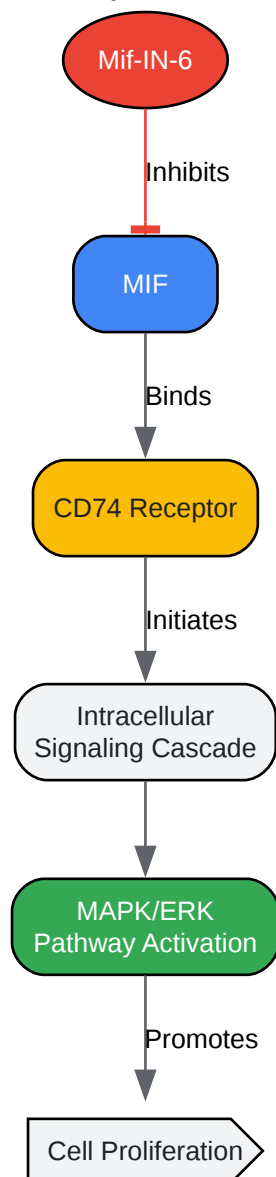 Mif-IN-6
Inhibits
MIF
Binds
CD74 Receptor
Initiates
Intracellular
Signaling Cascade
MAPK/ERK
Pathway Activation
Promotes
Cell Proliferation